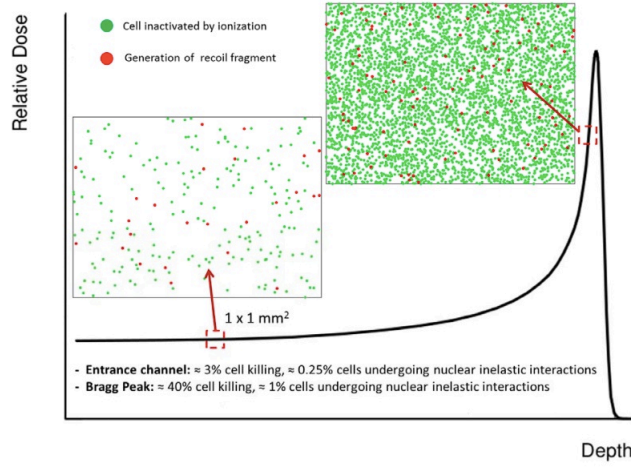 Relative Dose
Cell inactivated by ionization
Generation of recoil fragment
1 x 1 mm²
- Entrance channel: ≈ 3% cell killing, ≈ 0.25% cells undergoing nuclear inelastic interactions
- Bragg Peak: ≈ 40% cell killing, ≈ 1% cells undergoing nuclear inelastic interactions
Depth